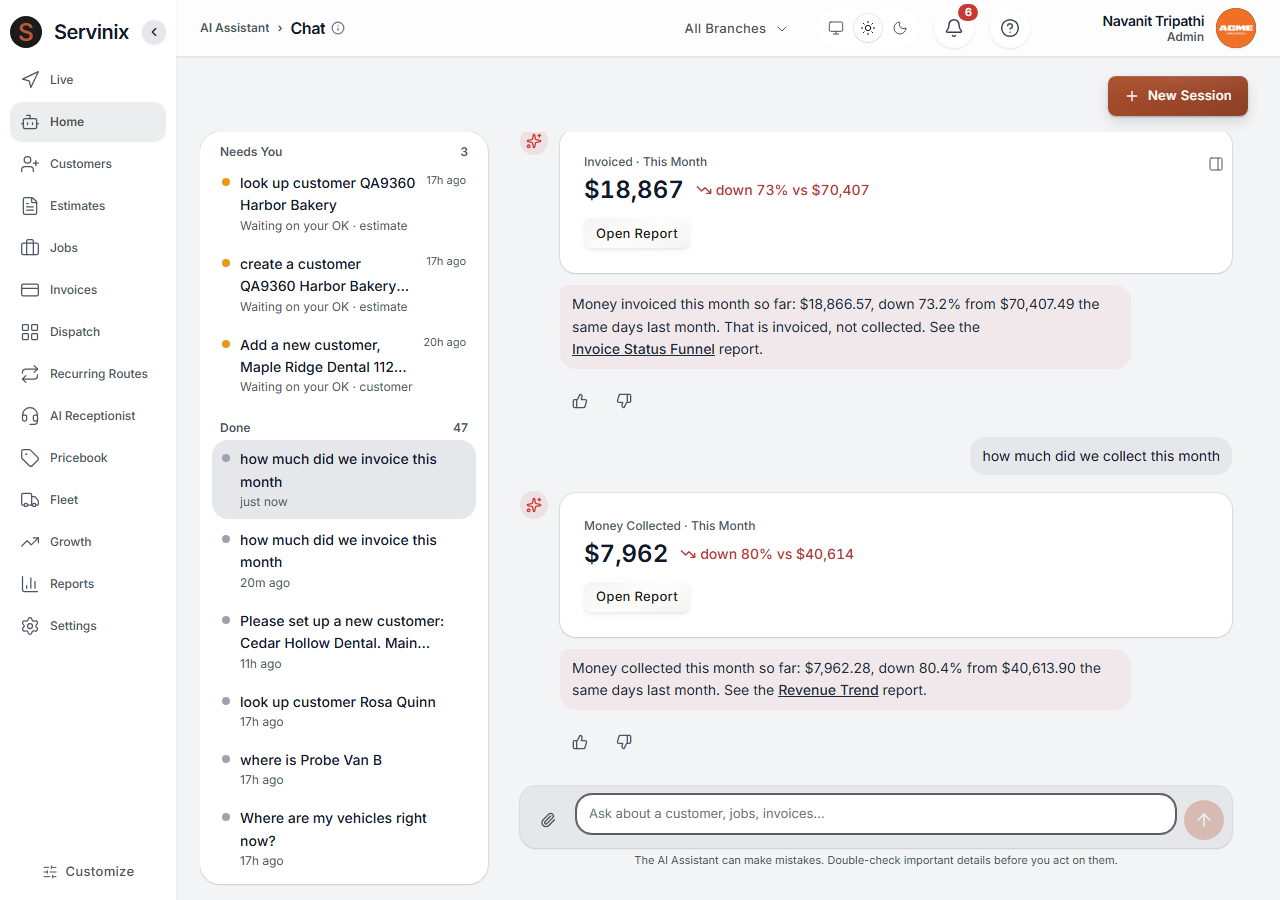 S Servinix
Live
Home
Customers
Estimates
Jobs
Invoices
Dispatch
Recurring Routes
AI Receptionist
Pricebook
Fleet
Growth
Reports
Settings
Customize
AI Assistant › Chat
All Branches
6
Navanit Tripathi
Admin
ACME
New Session
Needs You 3
look up customer QA9360 17h ago
Harbor Bakery
Waiting on your OK · estimate
create a customer 17h ago
QA9360 Harbor Bakery...
Waiting on your OK · estimate
Add a new customer, 20h ago
Maple Ridge Dental 112...
Waiting on your OK · customer
Done 47
how much did we invoice this
month
just now
how much did we invoice this
month
20m ago
Please set up a new customer:
Cedar Hollow Dental. Main...
11h ago
look up customer Rosa Quinn
17h ago
where is Probe Van B
17h ago
Where are my vehicles right
now?
17h ago
Invoiced · This Month
$18,867 down 73% vs $70,407
Open Report
Money invoiced this month so far: $18,866.57, down 73.2% from $70,407.49 the
same days last month. That is invoiced, not collected. See the
Invoice Status Funnel report.
how much did we collect this month
Money Collected · This Month
$7,962 down 80% vs $40,614
Open Report
Money collected this month so far: $7,962.28, down 80.4% from $40,613.90 the
same days last month. See the Revenue Trend report.
Ask about a customer, jobs, invoices...
The AI Assistant can make mistakes. Double-check important details before you act on them.